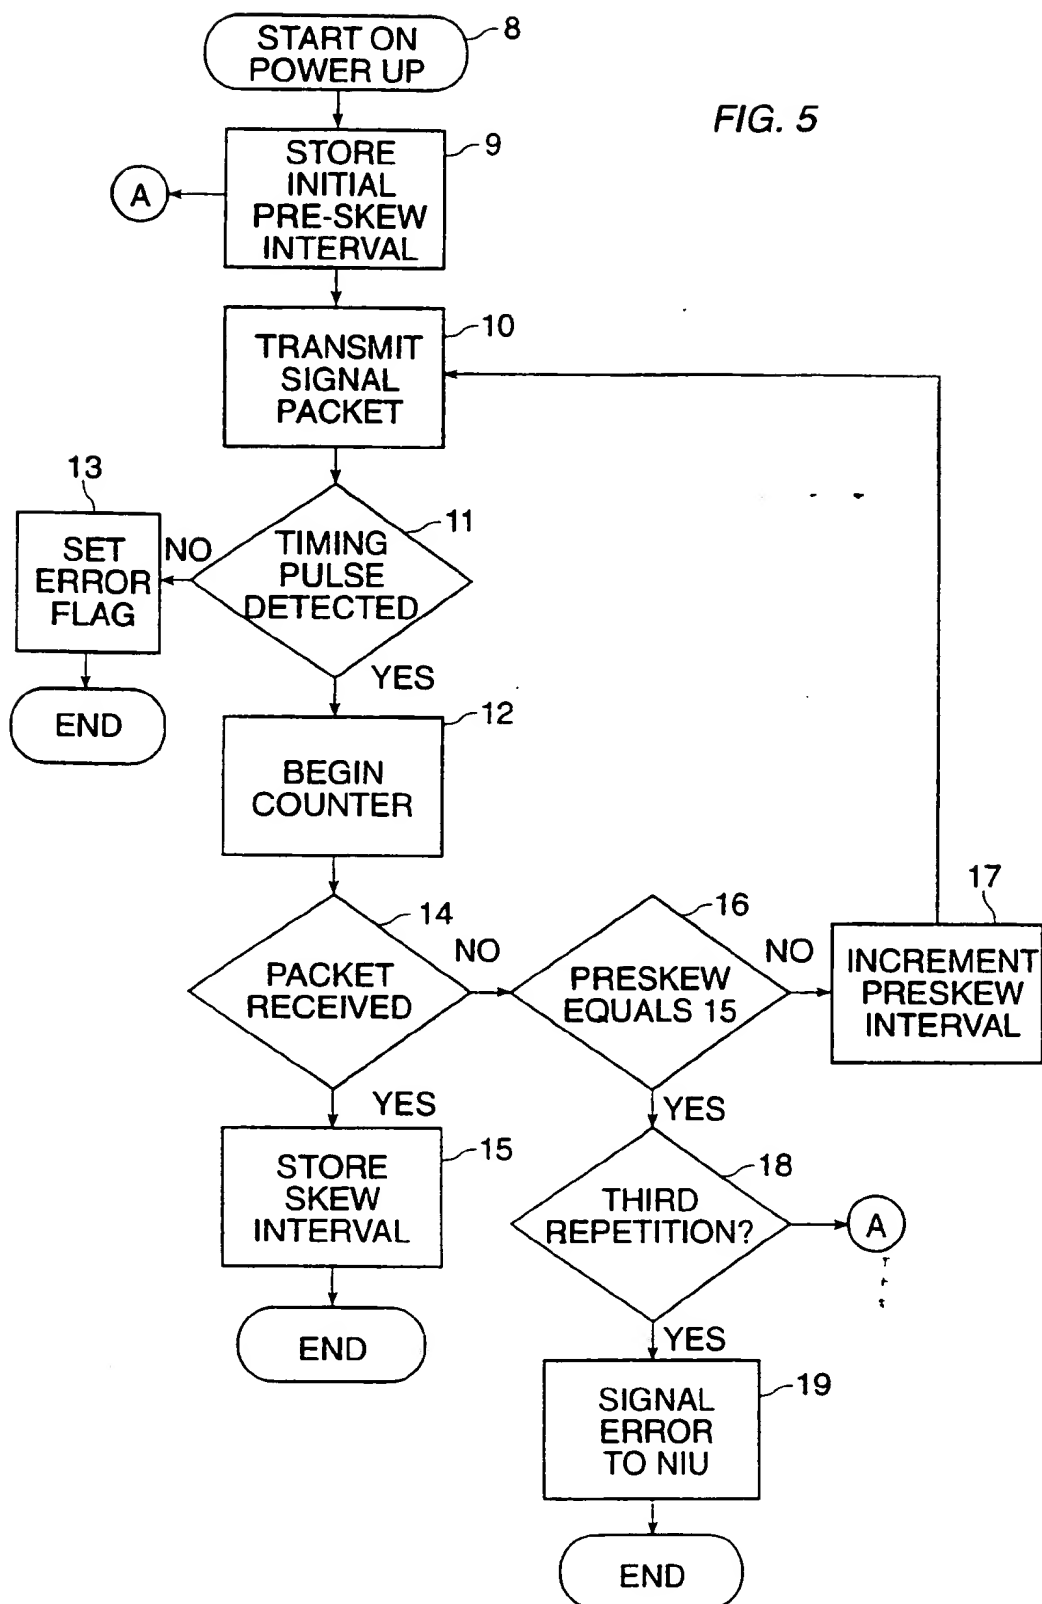 START ON
POWER UP
8
FIG. 5
STORE
INITIAL
PRE-SKEW
INTERVAL
9
A
TRANSMIT
SIGNAL
PACKET
10
TIMING
PULSE
DETECTED
11
NO
13
SET
ERROR
FLAG
END
YES
BEGIN
COUNTER
12
PACKET
RECEIVED
14
NO
PRESKEW
EQUALS 15
16
NO
INCREMENT
PRESKEW
INTERVAL
17
YES
STORE
SKEW
INTERVAL
15
END
YES
THIRD
REPETITION?
18
A
YES
SIGNAL
ERROR
TO NIU
19
END